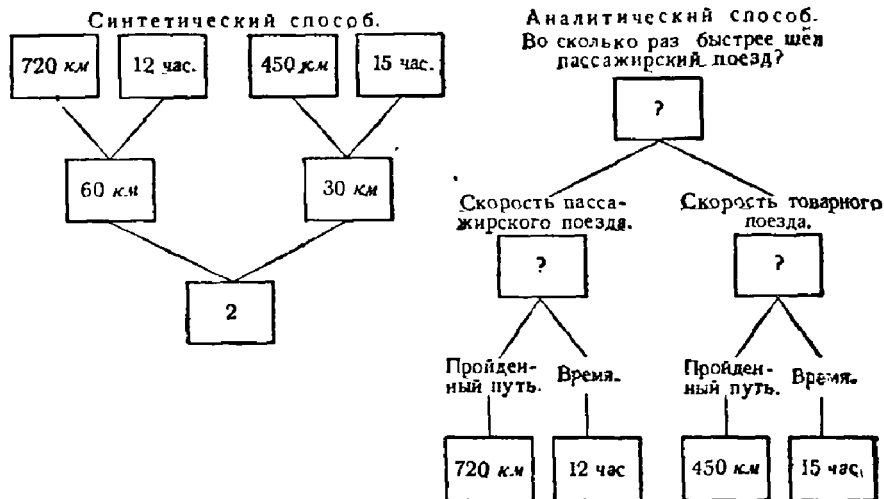 Синтетический способ.
720 км 12 час. 450 км 15 час.
60 км 30 км
2
Аналитический способ.
Во сколько раз быстрее шёл
пассажирский поезд?
?
Скорость пасса-
жирского поезда.
Скорость товарного
поезда.
? ?
Пройден-
ный путь.
Время.
Пройден-
ный путь.
Время.
720 км 12 час 450 км 15 час.